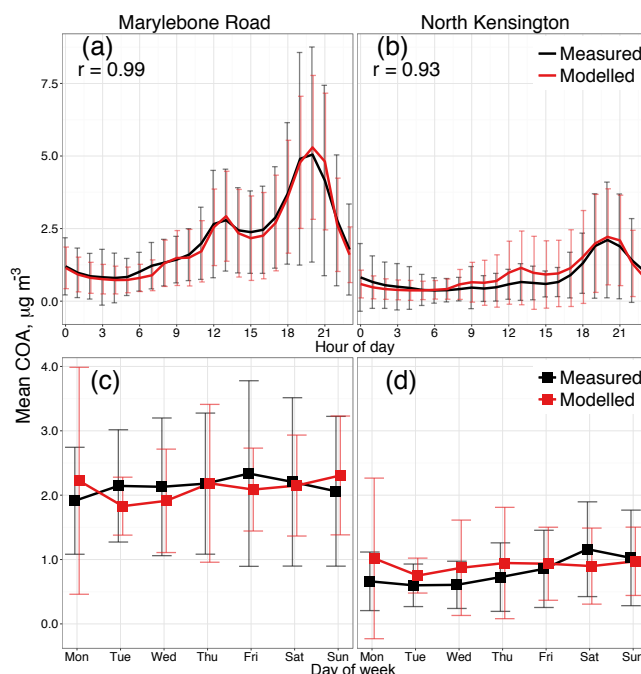 Marylebone Road North Kensington
(a) (b) Measured
r = 0.99 r = 0.93 Modelled
7.5
5.0
2.5
0.0
0 3 6 9 12 15 18 21 0 3 6 9 12 15 18 21
Hour of day
Mean COA, μg m-3
(c) (d) Measured
Modelled
4.0
3.0
2.0
1.0
0.0
Mon Tue Wed Thu Fri Sat Sun Mon Tue Wed Thu Fri Sat Sun
Day of week